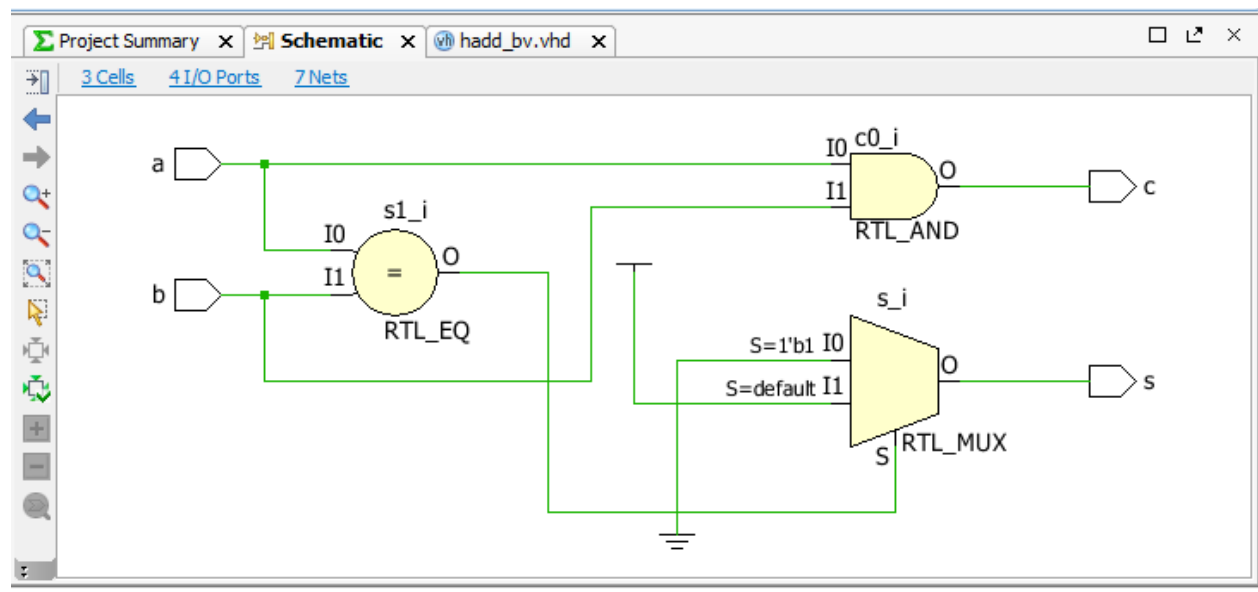 Σ Project Summary X Schematic X vh hadd_bv.vhd X
3 Cells 4 I/O Ports 7 Nets
a
I0 c0_i O
I1
RTL_AND
c
s1_i
I0
I1 = O
RTL_EQ
b
s_i
S=1'b1 I0
S=default I1
O
S RTL_MUX
s